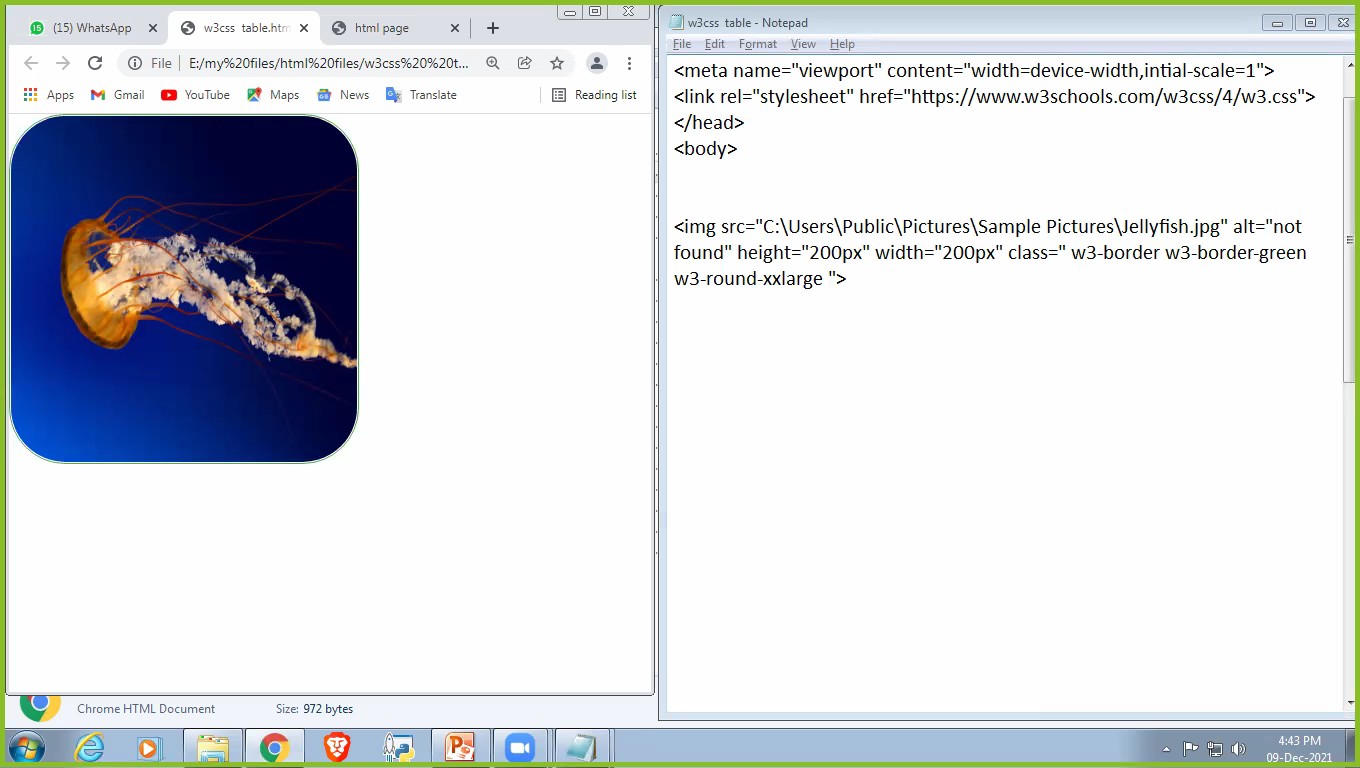 (15) WhatsApp
w3css table.htm
html page
File
E:/my%20files/html%20files/w3css%20%20t...
Apps
Gmail
YouTube
Maps
News
Translate
Reading list
Chrome HTML Document
Size: 972 bytes
w3css table - Notepad
File Edit Format View Help
<meta name="viewport" content="width=device-width,intial-scale=1">
<link rel="stylesheet" href="https://www.w3schools.com/w3css/4/w3.css">
</head>
<body>
<img src="C:\Users\Public\Pictures\Sample Pictures\Jellyfish.jpg" alt="not
found" height="200px" width="200px" class=" w3-border w3-border-green
w3-round-xxlarge ">
4:43 PM
09-Dec-2021